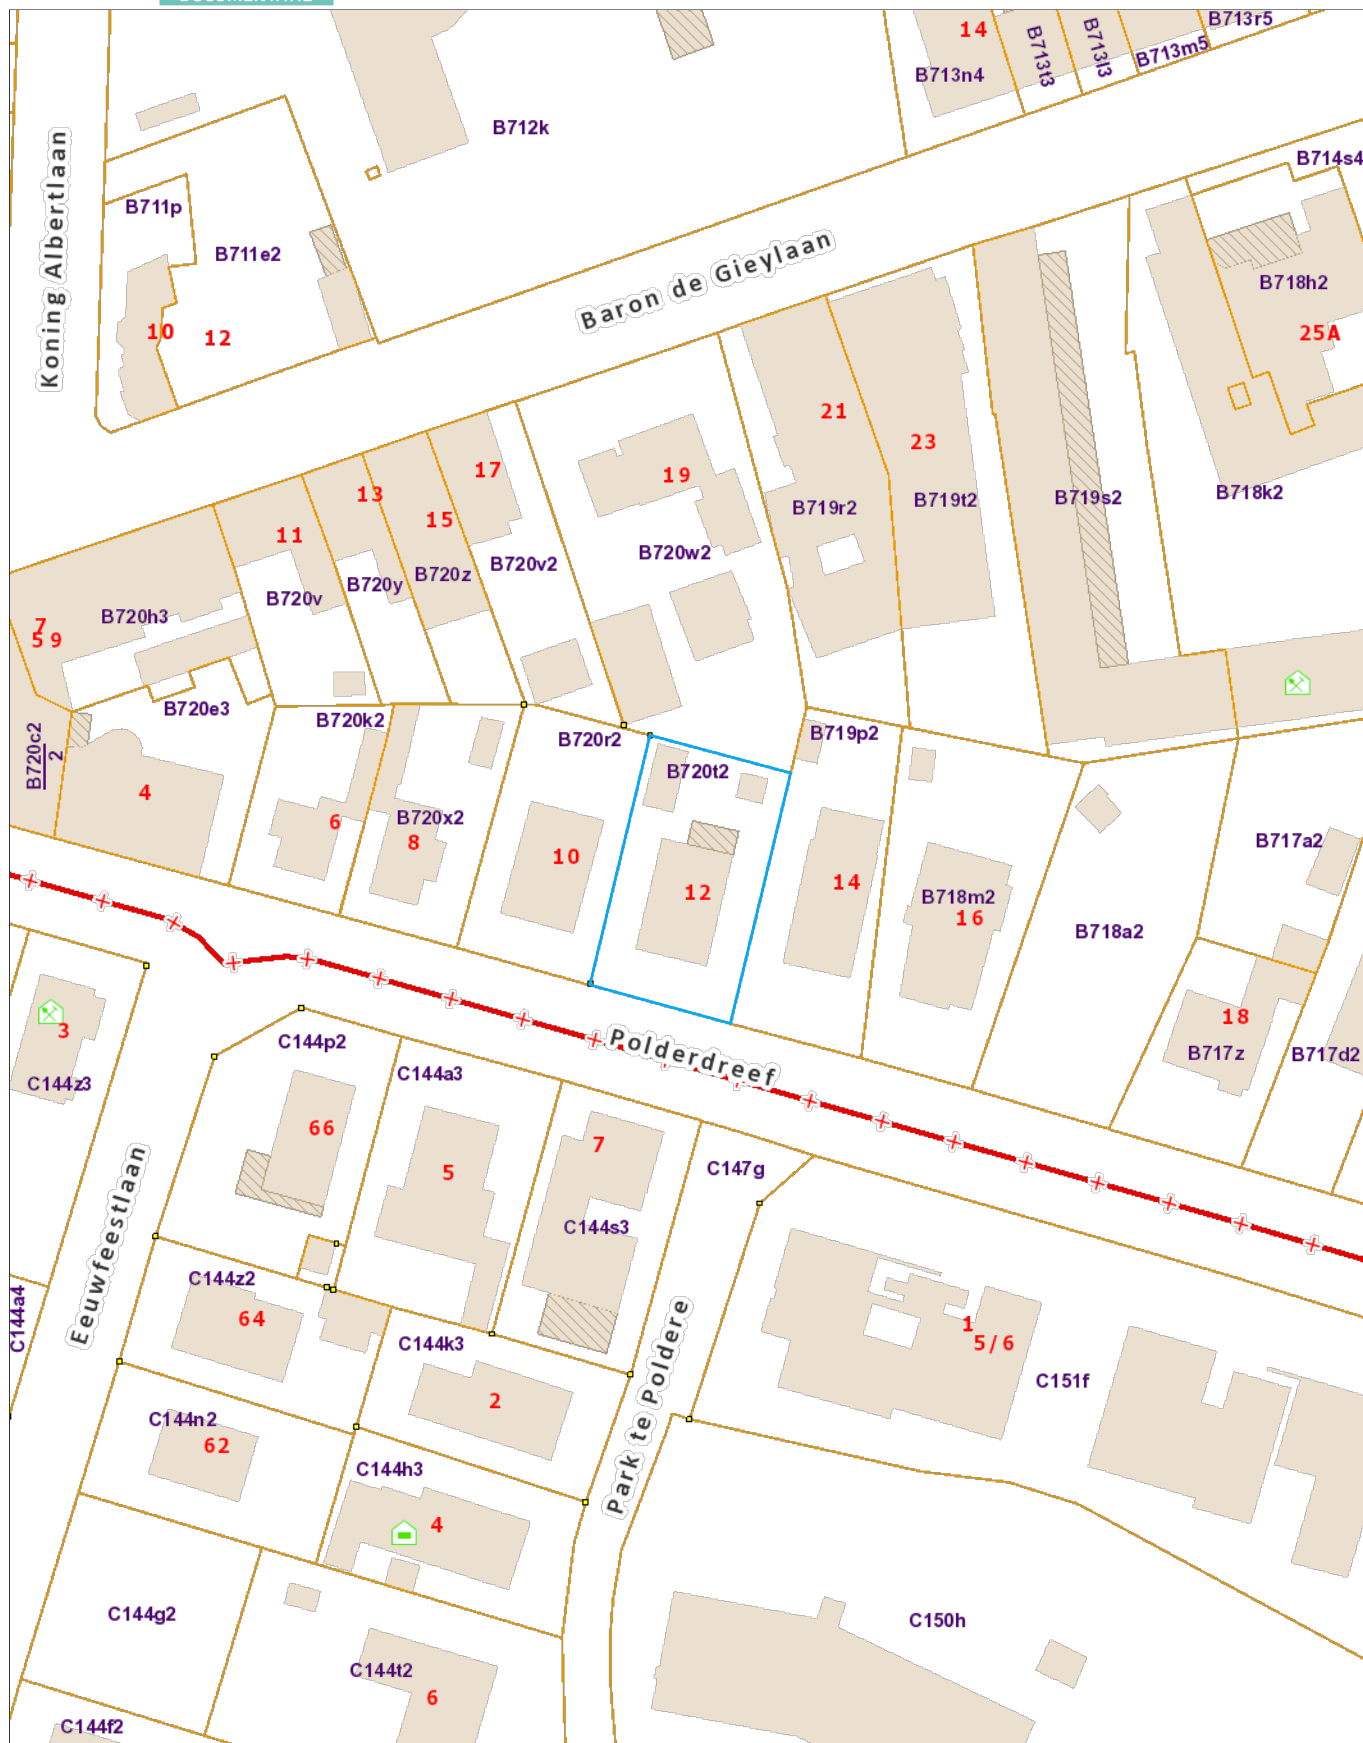 14
B713r5
B713t3
B713l3
B713m5
B713n4
B712k
B714s4
Koning Albertlaan
B711p
B711e2
Baron de Gieylaan
B718h2
10
12
25A
21
23
17
19
13
15
B718k2
B719s2
B719t2
B719r2
11
B720w2
B720v2
B720z
B720y
B720v
B720h3
7
5 9
B720e3
B720k2
B719p2
B720r2
B720c2
2
B720t2
4
6
B720x2
8
10
12
14
B718m2
16
B718a2
B717a2
18
B717z
B717d2
3
C144z3
C144p2
Polderdreef
C144a3
66
5
7
C147g
C144s3
Eeuwfeestlaan
C144a4
C144z2
64
C144k3
Park te Poldere
1
5/6
C151f
2
C144n2
62
C144h3
4
C144g2
C150h
C144t2
6
C144f2